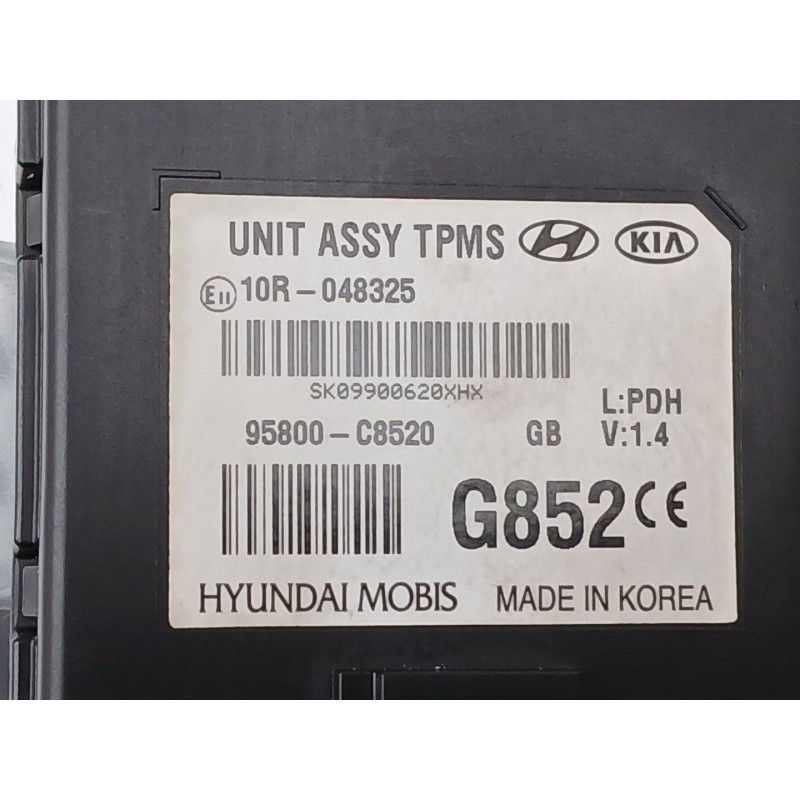 UNIT ASSY TPMS KIA
E11 10R-048325
SK09900620XHX
L:PDH
95800-C8520 GB V:1.4
G852 CE
HYUNDAI MOBIS MADE IN KOREA